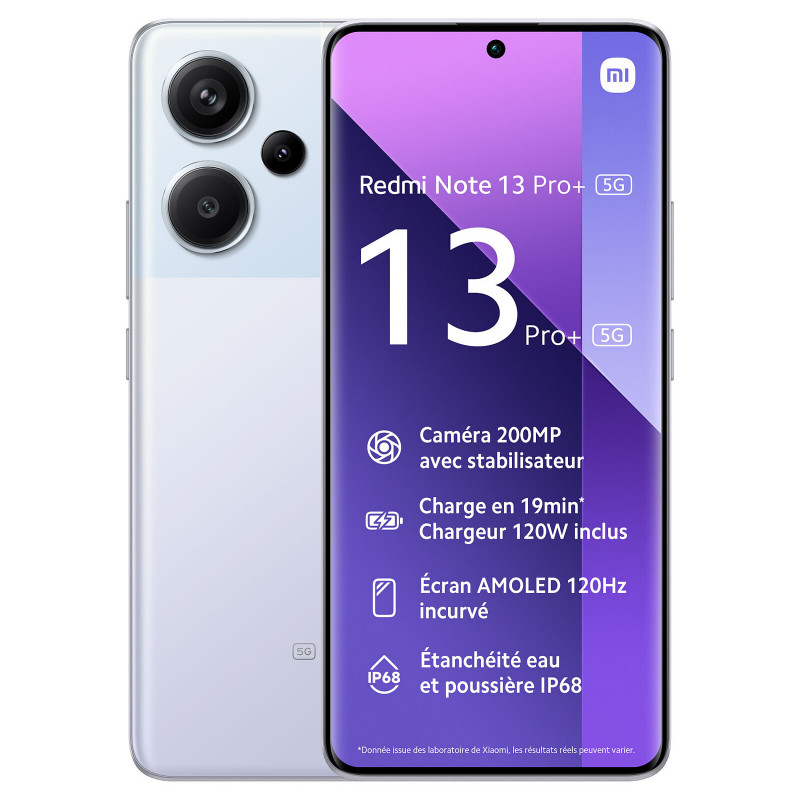 mi
Redmi Note 13 Pro+ 5G
13 Pro+ 5G
Caméra 200MP
avec stabilisateur
Charge en 19min*
Chargeur 120W inclus
Écran AMOLED 120Hz
incurvé
Étanchéité eau
et poussière IP68
IP68
5G
*Donnée issue des laboratoire de Xiaomi, les résultats réels peuvent varier.